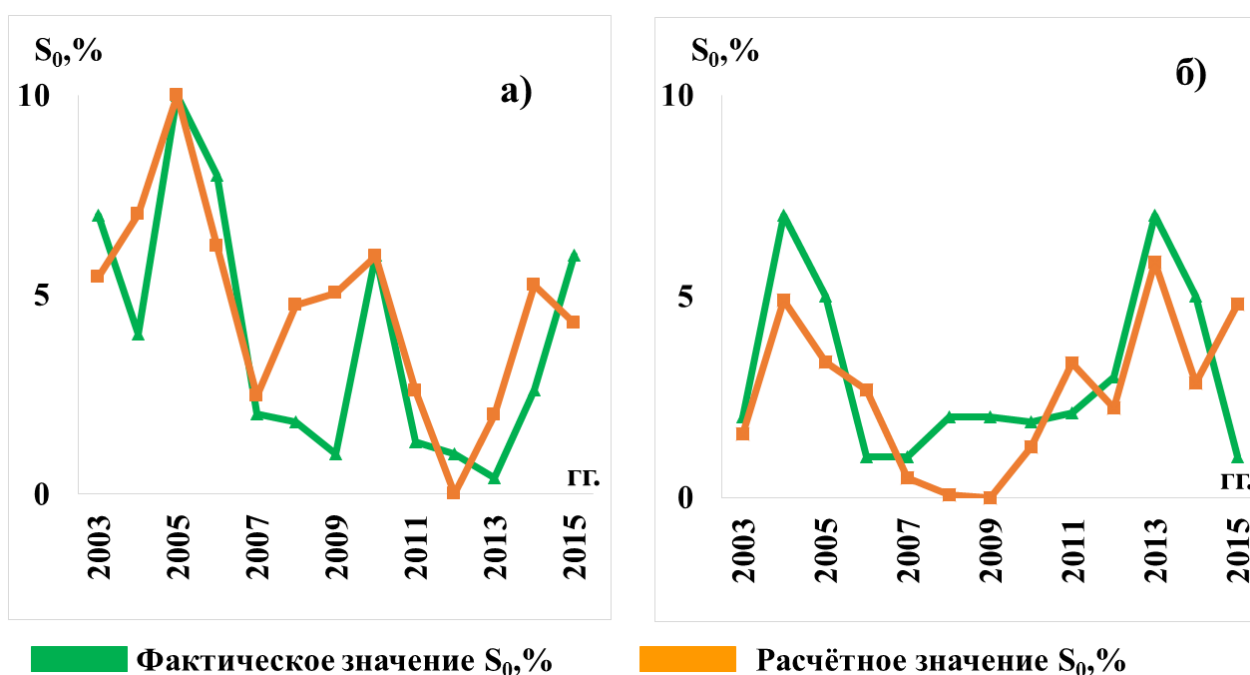 S₀,%
а)
10
5
0
гг.
2003
2005
2007
2009
2011
2013
2015
S₀,%
б)
10
5
0
гг.
2003
2005
2007
2009
2011
2013
2015
Фактическое значение S₀,%
Расчётное значение S₀,%